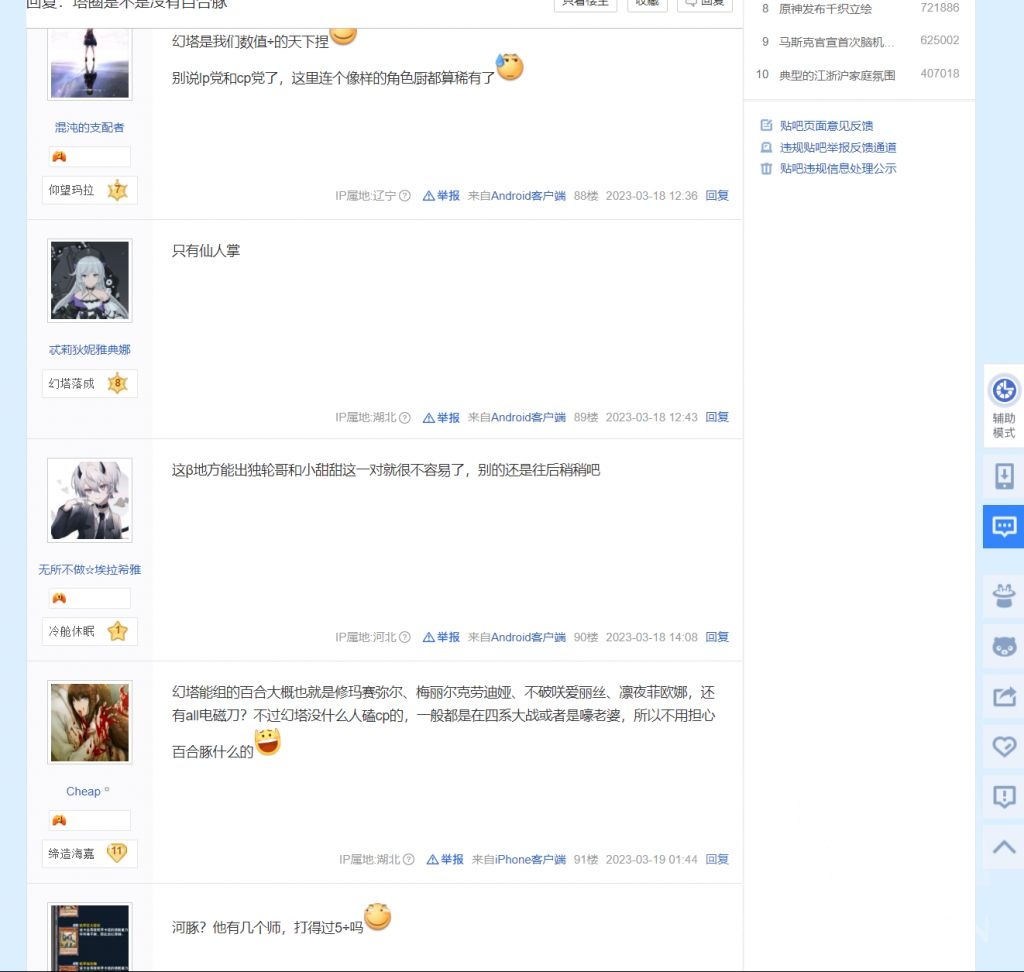 回复：塔圈是不是没有百合豚
只看楼主 收藏 回复
8 原神发布千织立绘 721886
9 马斯克官宣首次脑机... 625002
10 典型的江浙沪家庭氛围 407018
贴吧页面意见反馈
违规贴吧举报反馈通道
贴吧违规信息处理公示
幻塔是我们数值÷的天下捏
别说lp党和cp党了，这里连个像样的角色厨都算稀有了
混沌的支配者
仰望玛拉 7
IP属地:辽宁 举报 来自Android客户端 88楼 2023-03-18 12:36 回复
只有仙人掌
忒莉狄妮雅典娜
幻塔落成 8
IP属地:湖北 举报 来自Android客户端 89楼 2023-03-18 12:43 回复
这β地方能出独轮哥和小甜甜这一对就很不容易了，别的还是往后稍稍吧
无所不做☆埃拉希雅
冷舱休眠 1
IP属地:河北 举报 来自Android客户端 90楼 2023-03-18 14:08 回复
幻塔能组的百合大概也就是修玛赛弥尔、梅丽尔克劳迪娅、不破咲爱丽丝、凛夜菲欧娜，还
有all电磁刀？不过幻塔没什么人磕cp的，一般都是在四系大战或者是嚎老婆，所以不用担心
百合豚什么的
Cheap
缔造海嘉 11
IP属地:湖北 举报 来自iPhone客户端 91楼 2023-03-19 01:44 回复
河豚？他有几个师，打得过5÷吗
辅助
模式